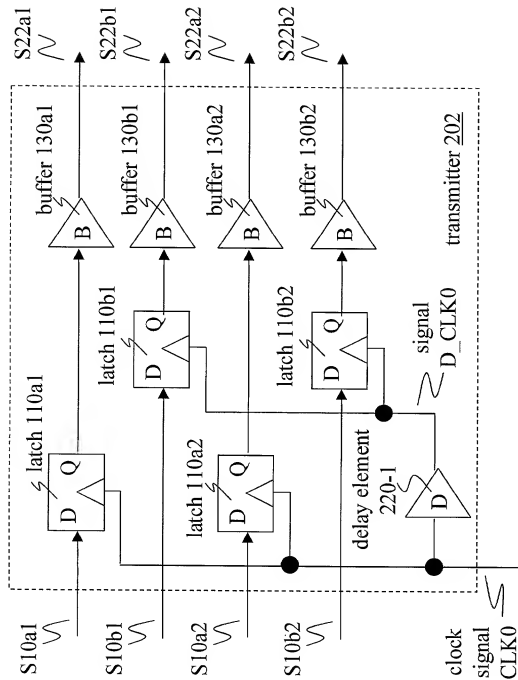 S22a1
S22b1
S22a2
S22b2
buffer 130a1
buffer 130b1
buffer 130a2
buffer 130b2
B
B
B
B
transmitter 202
latch 110a1
D
Q
latch 110b1
D
Q
latch 110a2
D
Q
latch 110b2
D
Q
signal
D_CLK0
delay element
220-1
D
S10a1
S10b1
S10a2
S10b2
clock
signal
CLK0